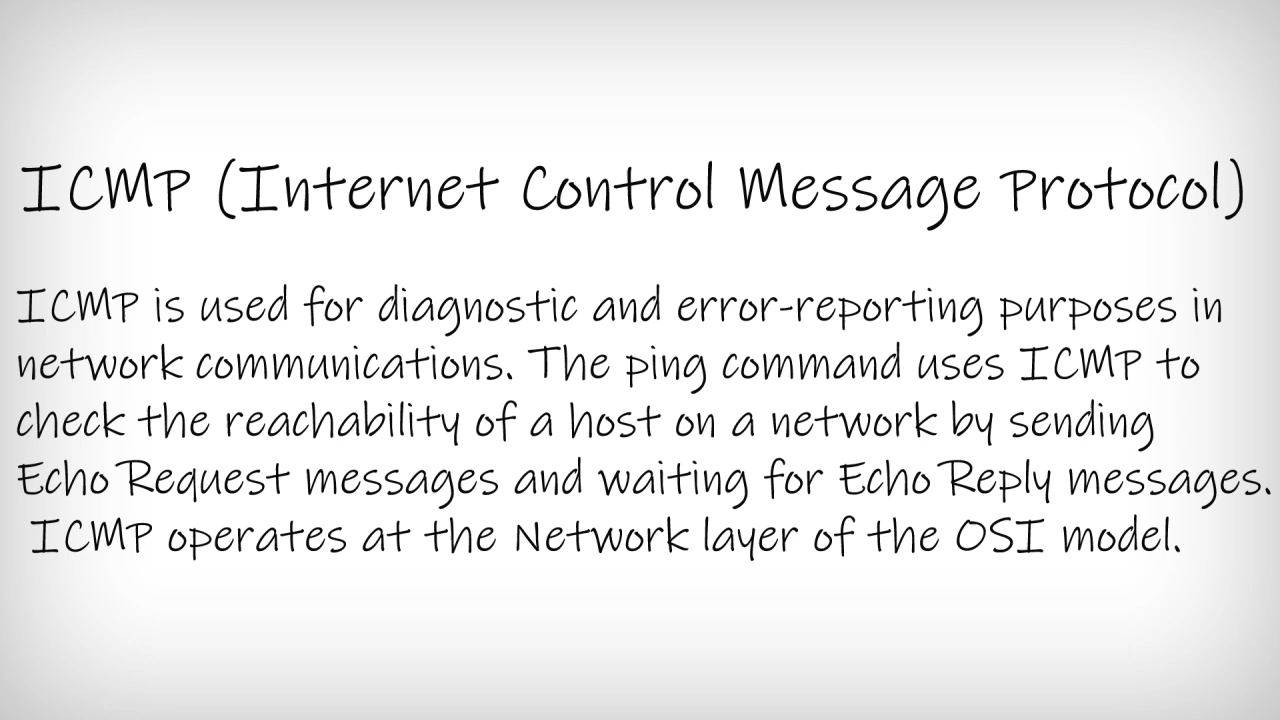 ICMP (Internet Control Message Protocol)
ICMP is used for diagnostic and error-reporting purposes in
network communications. The ping command uses ICMP to
check the reachability of a host on a network by sending
Echo Request messages and waiting for Echo Reply messages.
ICMP operates at the Network layer of the OSI model.